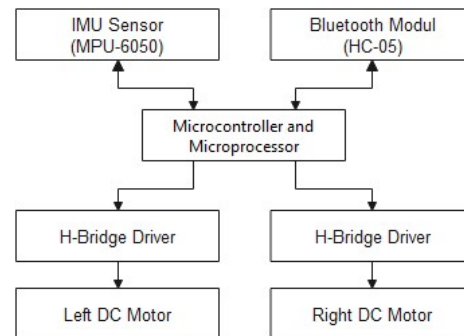 IMU Sensor
(MPU-6050)
Bluetooth Modul
(HC-05)
Microcontroller and
Microprocessor
H-Bridge Driver
H-Bridge Driver
Left DC Motor
Right DC Motor